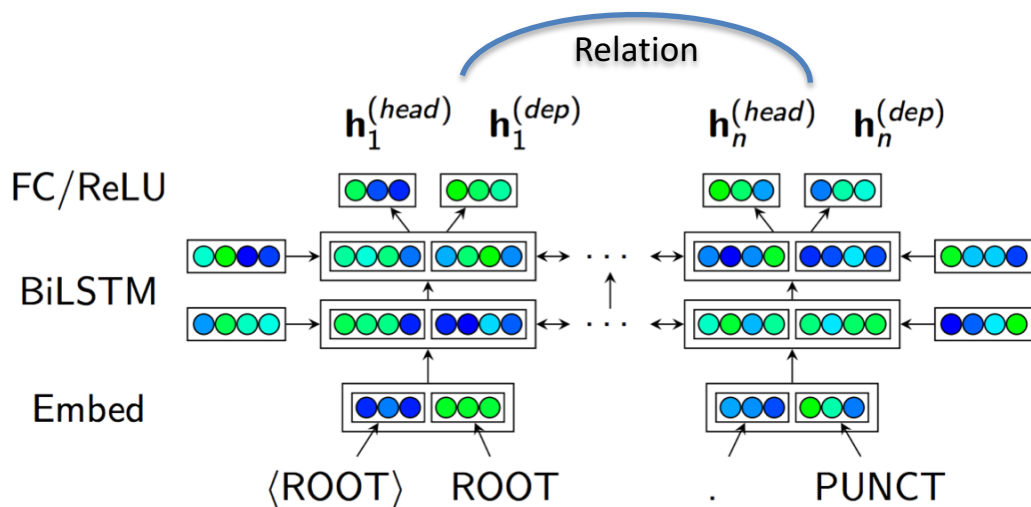 Relation
h_1^{(head)} h_1^{(dep)} h_n^{(head)} h_n^{(dep)}
FC/ReLU
BiLSTM
. . .
. . .
Embed
⟨ROOT⟩ ROOT . PUNCT